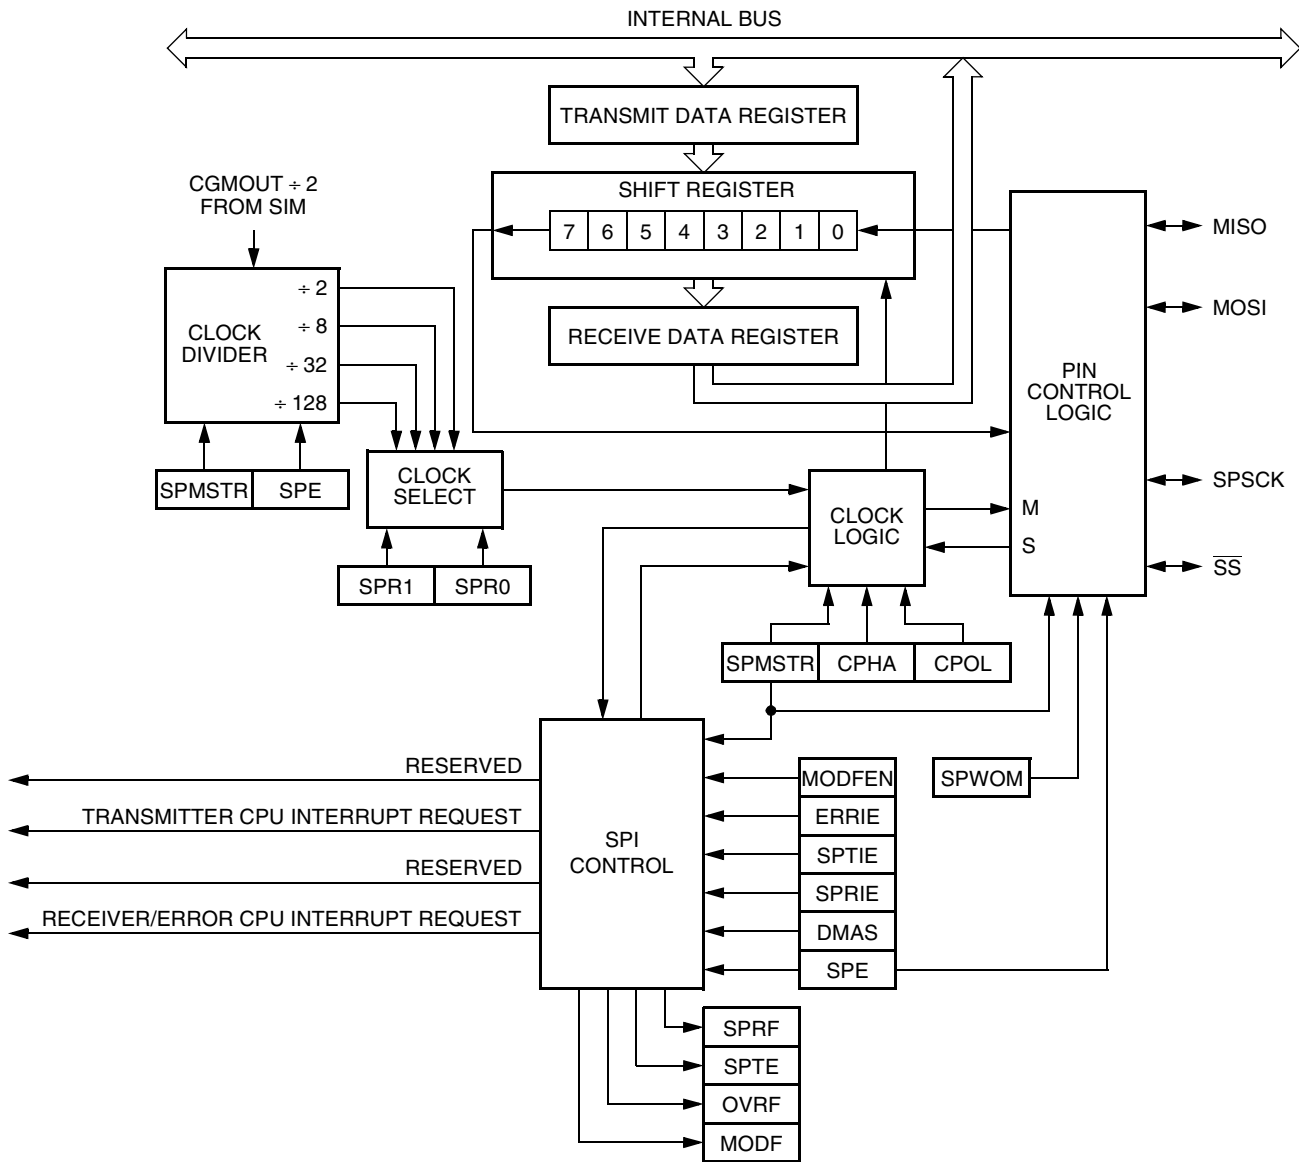 INTERNAL BUS
TRANSMIT DATA REGISTER
CGMOUT ÷ 2
FROM SIM
SHIFT REGISTER
7 6 5 4 3 2 1 0
MISO
÷ 2
MOSI
÷ 8
CLOCK
DIVIDER
RECEIVE DATA REGISTER
÷ 32
÷ 128
PIN
CONTROL
LOGIC
SPMSTR SPE
CLOCK
SELECT
SPSCK
CLOCK
LOGIC
M
S
SS
SPR1 SPR0
SPMSTR CPHA CPOL
RESERVED
MODFEN
SPWOM
TRANSMITTER CPU INTERRUPT REQUEST
ERRIE
SPI
CONTROL
SPTIE
RESERVED
SPRIE
RECEIVER/ERROR CPU INTERRUPT REQUEST
DMAS
SPE
SPRF
SPTE
OVRF
MODF